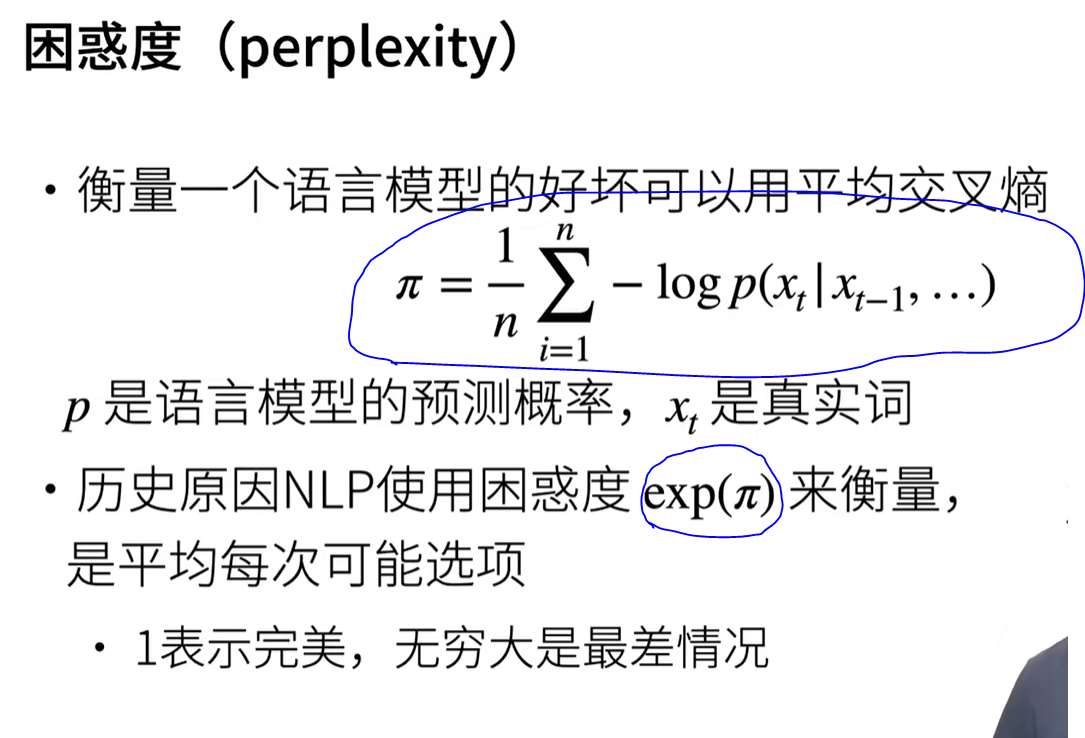 困惑度（perplexity）
• 衡量一个语言模型的好坏可以用平均交叉熵
π = \frac{1}{n} \sum_{i=1}^{n} − log p(x_t | x_{t−1}, …)
p 是语言模型的预测概率，x_t 是真实词
• 历史原因NLP使用困惑度 exp(π) 来衡量，
是平均每次可能选项
• 1表示完美，无穷大是最差情况